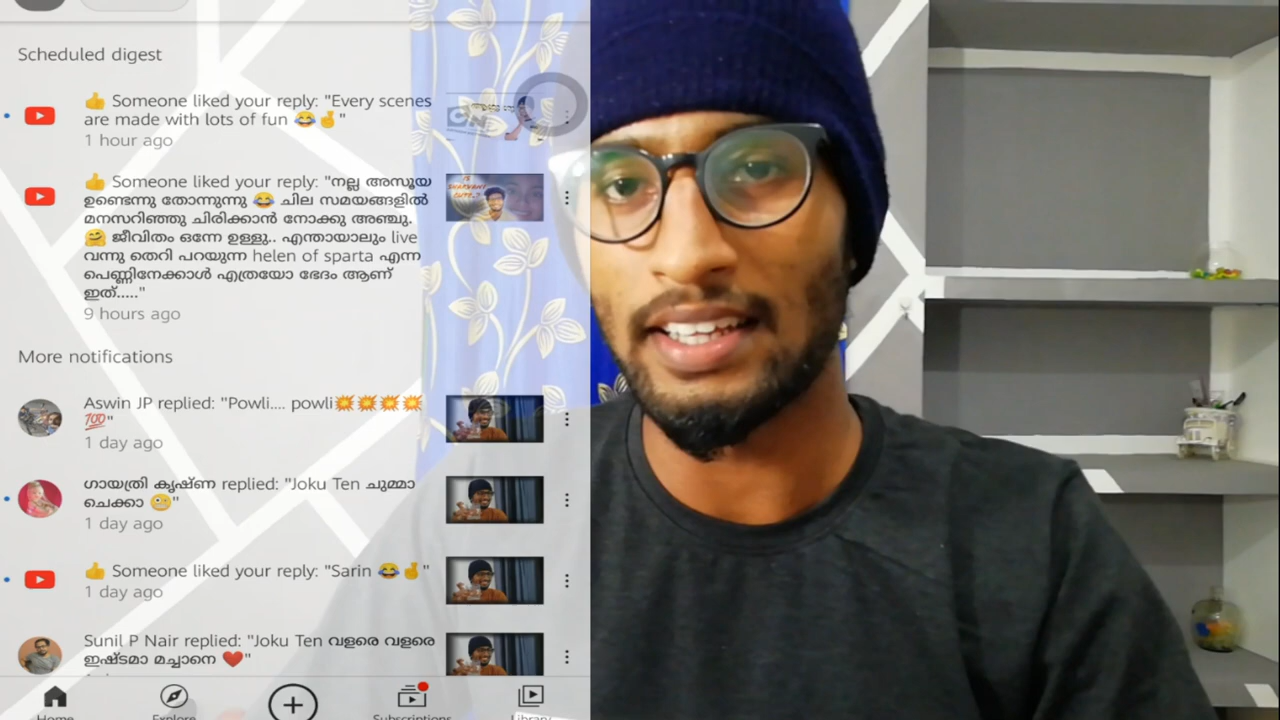 Scheduled digest
👍 Someone liked your reply: "Every scenes
are made with lots of fun 😂🤞"
1 hour ago
CN
👍 Someone liked your reply: "നല്ല അസൂയ
ഉണ്ടെന്നു തോന്നുന്നു 😂 ചില സമയങ്ങളിൽ
മനസറിഞ്ഞു ചിരിക്കാൻ നോക്കു അഞ്ചു.
🤗 ജീവിതം ഒന്നേ ഉള്ളു.. എന്തായാലും live
വന്നു തെറി പറയുന്ന helen of sparta എന്ന
പെണ്ണിനേക്കാൾ എത്രയോ ഭേദം ആണ്
ഇത്....."
9 hours ago
More notifications
Aswin JP replied: "Powli.... powli💥💥💥💥
💯"
1 day ago
ഗായത്രി കൃഷ്ണ replied: "Joku Ten ചുമ്മാ
ചെക്കാ 😬"
1 day ago
👍 Someone liked your reply: "Sarin 😂🤞"
1 day ago
Sunil P Nair replied: "Joku Ten വളരെ വളരെ
ഇഷ്ടമാ മച്ചാനെ ❤️"
Home
Explore
Subscriptions
Library